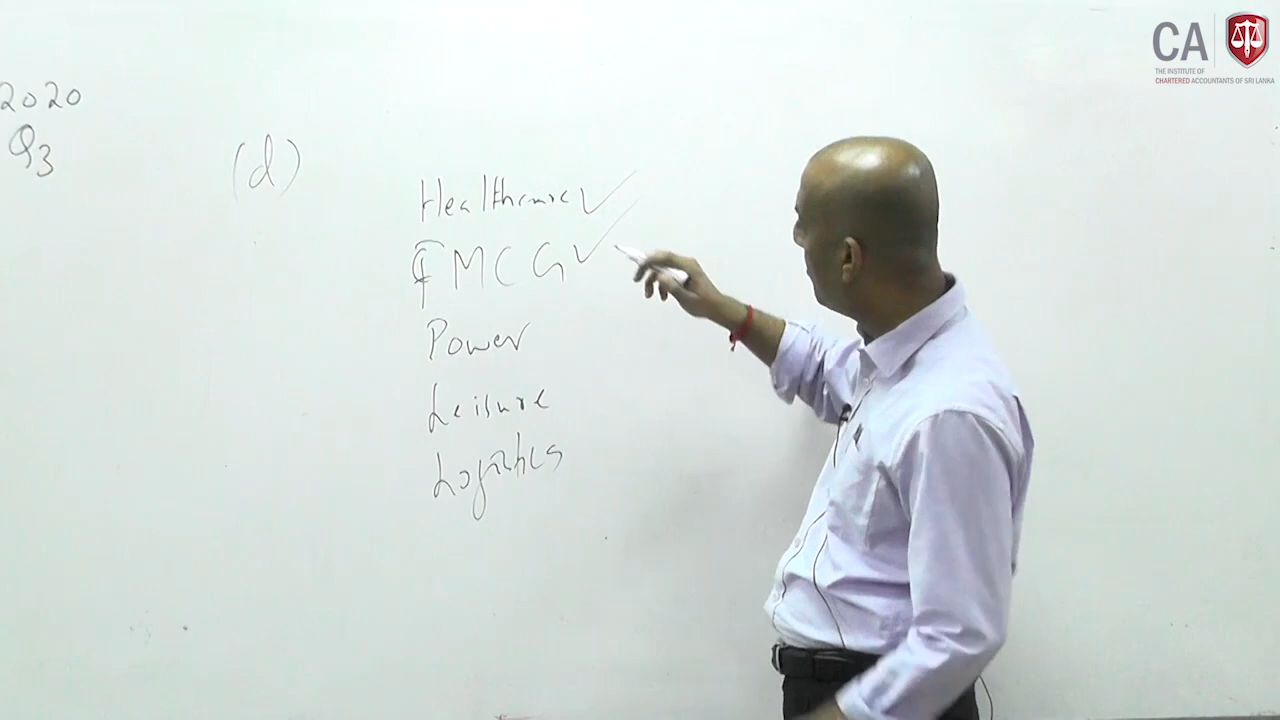 CA
THE INSTITUTE OF
CHARTERED ACCOUNTANTS OF SRI LANKA
2020
Q3
(d)
Healthcare ✓
FMCG ✓
Power
Leisure
Logistics